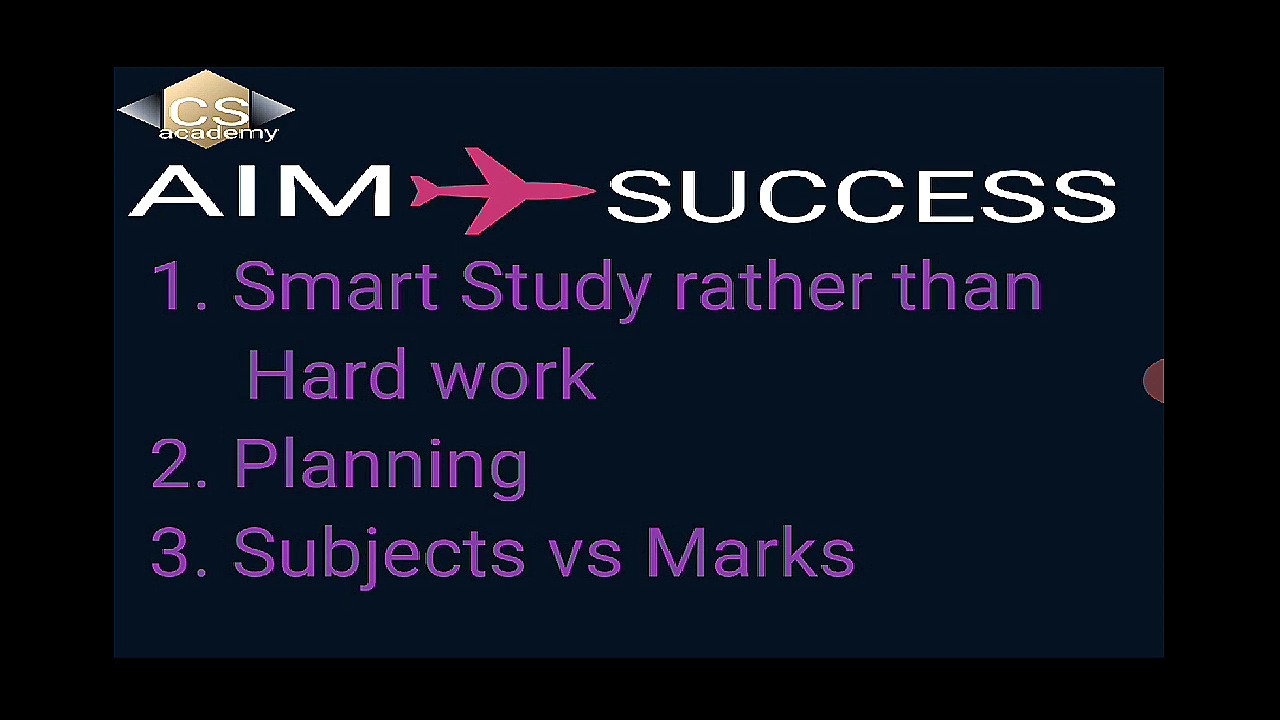 CS
academy
AIM SUCCESS
1. Smart Study rather than
Hard work
2. Planning
3. Subjects vs Marks